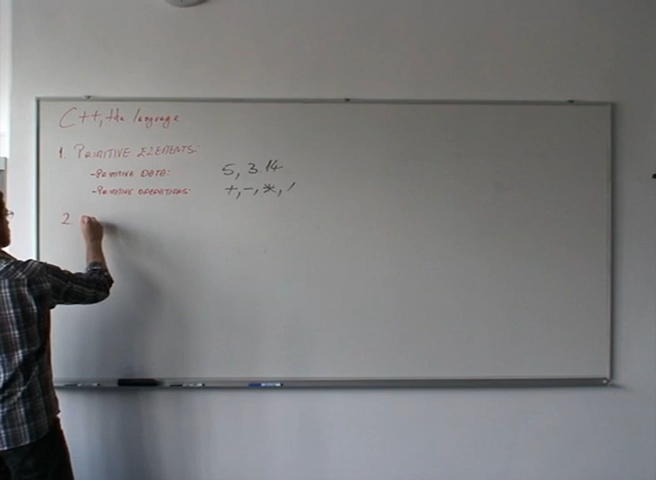 C++, the language
1. PRIMITIVE ELEMENTS:
-PRIMITIVE DATA: 5, 3.14
-PRIMITIVE OPERATIONS: +, -, *, /
2